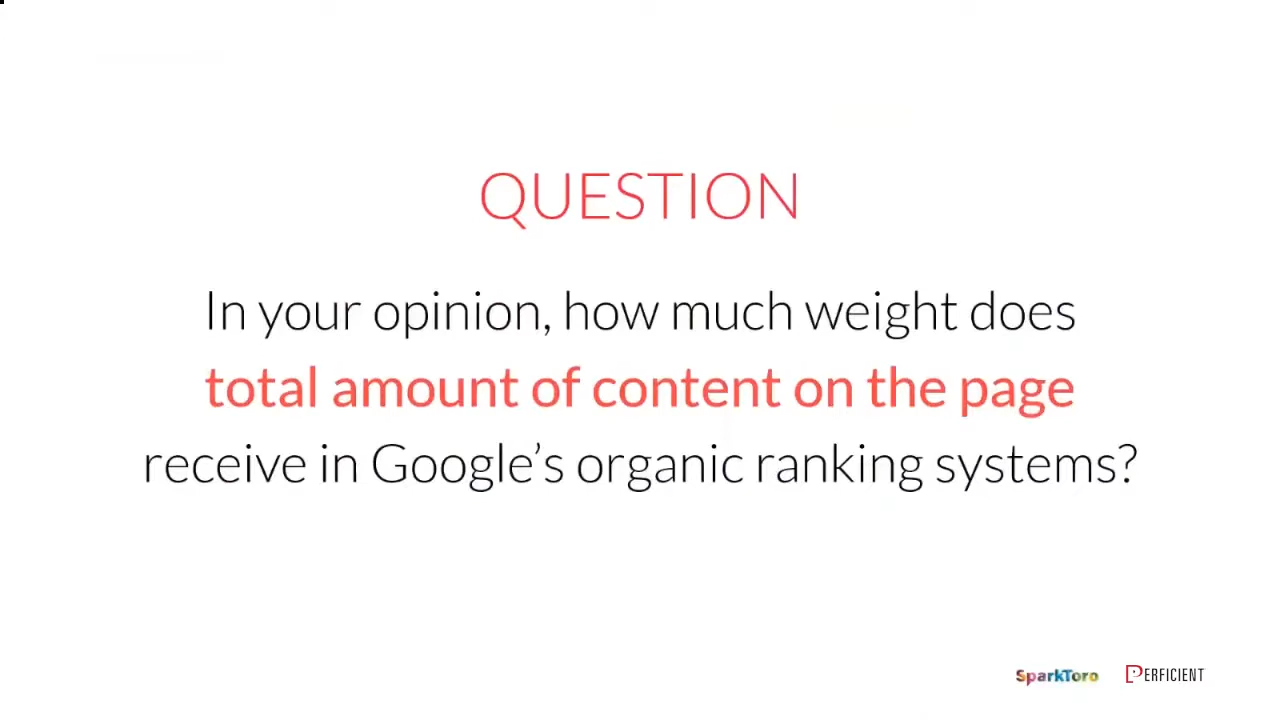 QUESTION
In your opinion, how much weight does
total amount of content on the page
receive in Google’s organic ranking systems?
SparkToro PERFICIENT